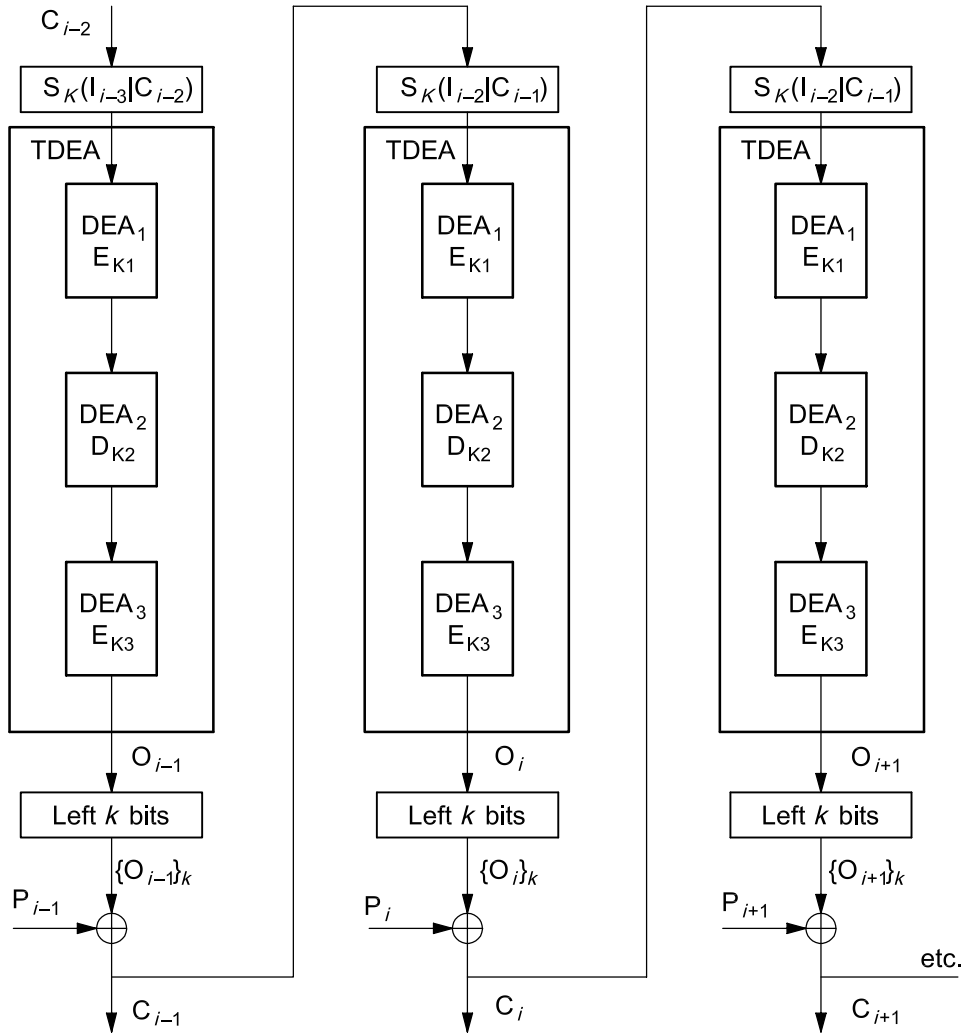 C i–2
S K (I i–3 | C i–2 )
S K (I i–2 | C i–1 )
S K (I i–2 | C i–1 )
TDEA
TDEA
TDEA
DEA 1
E K1
DEA 1
E K1
DEA 1
E K1
DEA 2
D K2
DEA 2
D K2
DEA 2
D K2
DEA 3
E K3
DEA 3
E K3
DEA 3
E K3
O i–1
O i
O i+1
Left k bits
Left k bits
Left k bits
{O i–1 } k
{O i } k
{O i+1 } k
P i–1
P i
P i+1
etc.
C i–1
C i
C i+1